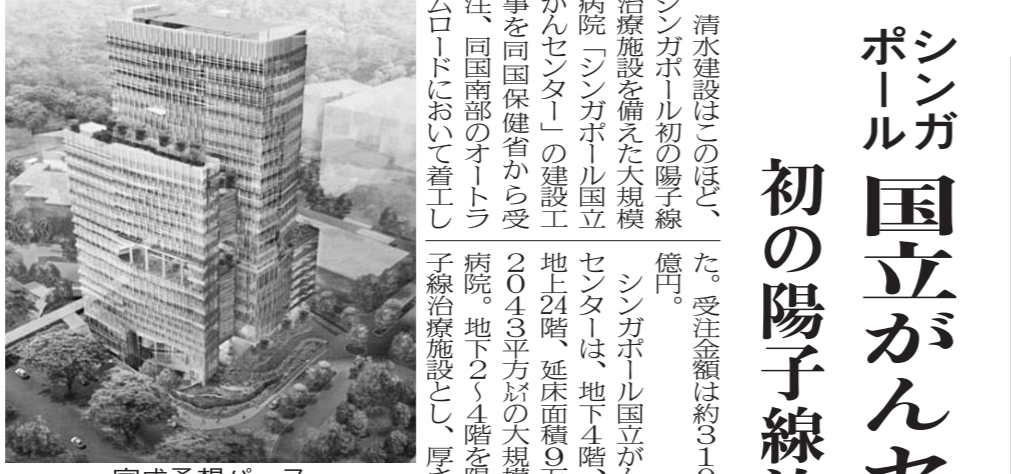 シンガ
ポール
国立がんセ
初の陽子線
清水建設はこのほど、
シンガポール初の陽子線
治療施設を備えた大規模
病院「シンガポール国立
がんセンター」の建設工
事を同国保健省から受
注、同国南部のオートラ
ムロードにおいて着工し
た。受注金額は約310
億円。
シンガポール国立がん
センターは、地下4階、
地上24階、延床面積9万
2043平方㍍の大規模
病院。地下2〜4階を陽
子線治療施設とし、厚さ
完成予想パース